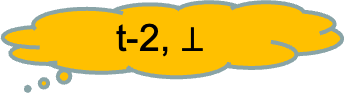 t-2, ⊥